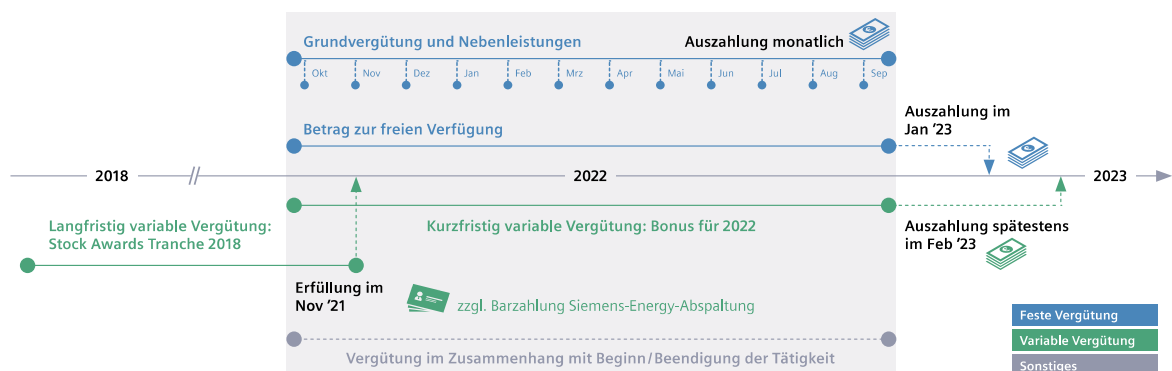 Grundvergütung und Nebenleistungen
Auszahlung monatlich
Okt
Nov
Dez
Jan
Feb
Mrz
Apr
Mai
Jun
Jul
Aug
Sep
Betrag zur freien Verfügung
Auszahlung im
Jan ’23
2018
2022
2023
Langfristig variable Vergütung:
Stock Awards Tranche 2018
Kurzfristig variable Vergütung: Bonus für 2022
Auszahlung spätestens
im Feb ’23
Erfüllung im
Nov ’21
zzgl. Barzahlung Siemens-Energy-Abspaltung
Vergütung im Zusammenhang mit Beginn/Beendigung der Tätigkeit
Feste Vergütung
Variable Vergütung
Sonstiges